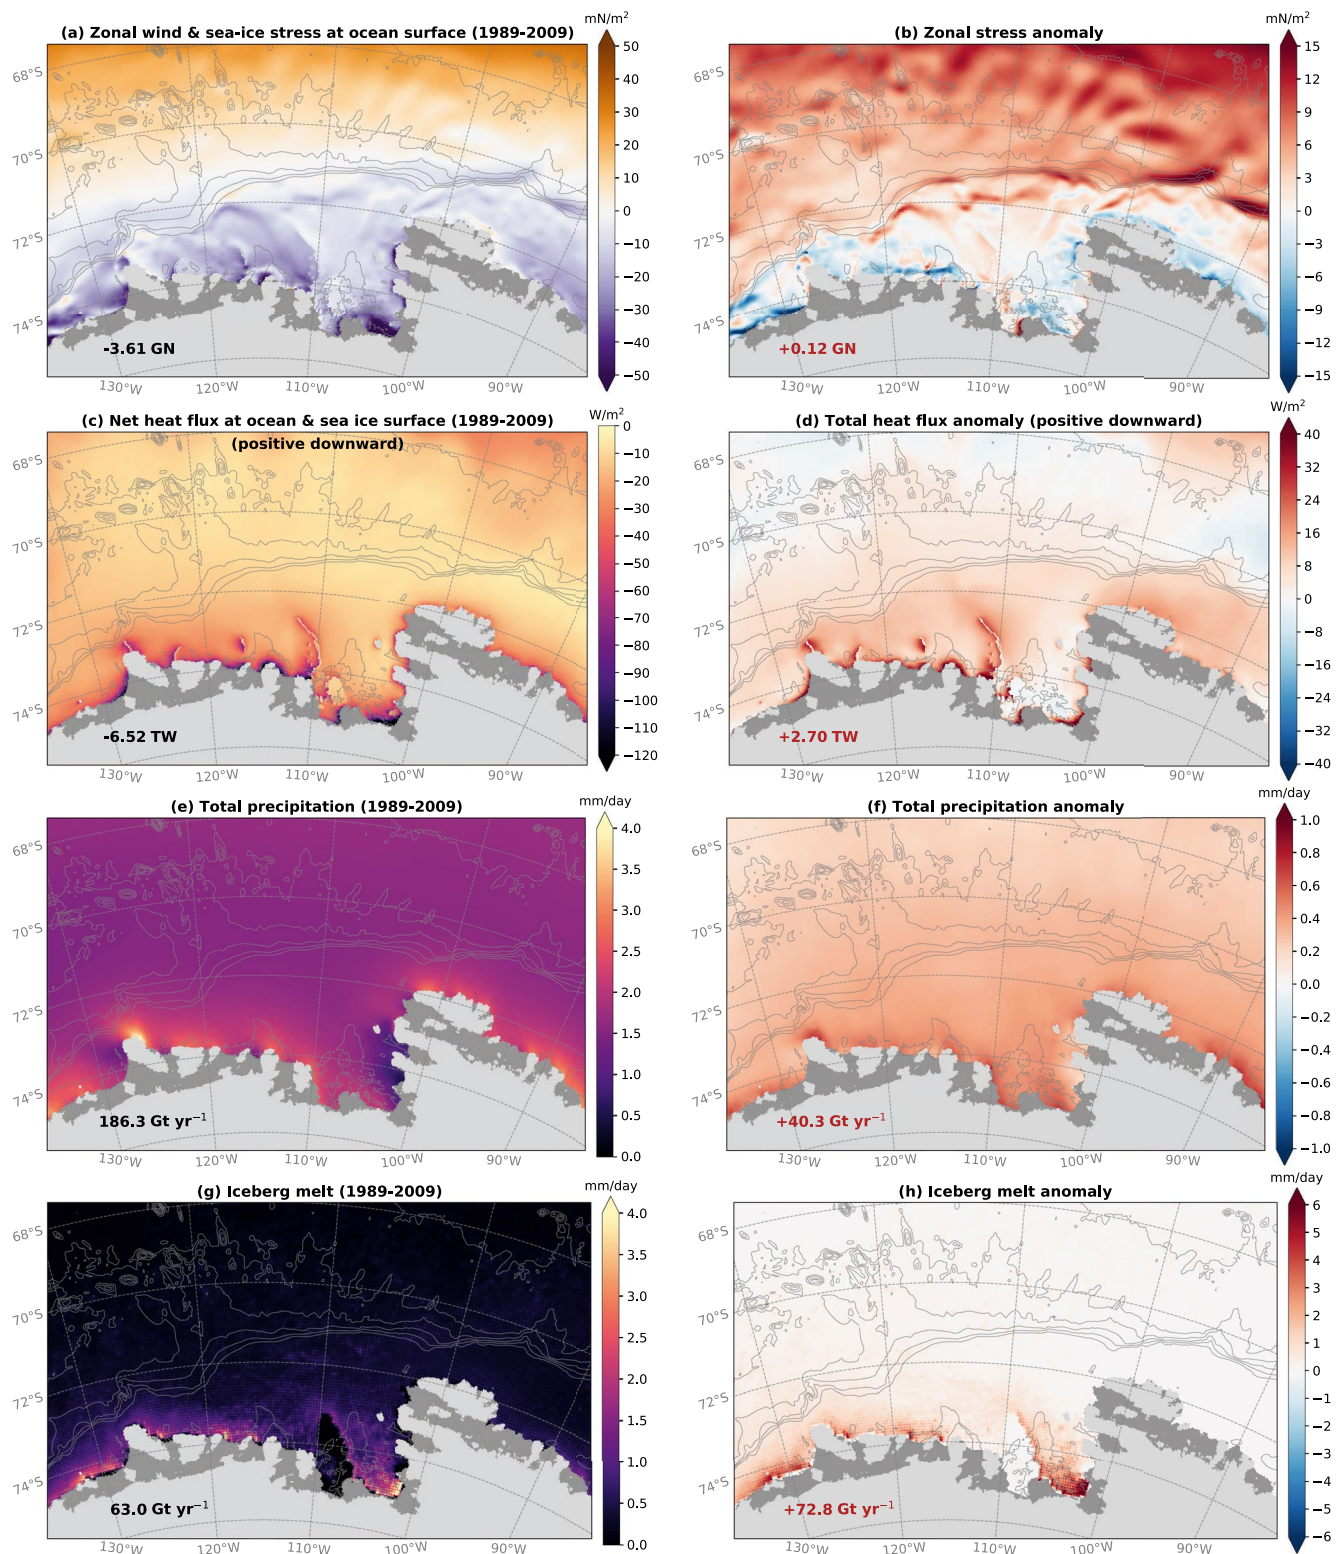 mN/m²
mN/m²
(a) Zonal wind & sea-ice stress at ocean surface (1989-2009)
(b) Zonal stress anomaly
68°S
70°S
72°S
74°S
130°W
120°W
110°W
100°W
90°W
-3.61 GN
50
40
30
20
10
0
−10
−20
−30
−40
−50
68°S
70°S
72°S
74°S
130°W
120°W
110°W
100°W
90°W
+0.12 GN
15
12
9
6
3
0
−3
−6
−9
−12
−15
W/m²
W/m²
(c) Net heat flux at ocean & sea ice surface (1989-2009)
(positive downward)
(d) Total heat flux anomaly (positive downward)
68°S
70°S
72°S
74°S
130°W
120°W
110°W
100°W
90°W
-6.52 TW
0
−10
−20
−30
−40
−50
−60
−70
−80
−90
−100
−110
−120
68°S
70°S
72°S
74°S
130°W
120°W
110°W
100°W
90°W
+2.70 TW
40
32
24
16
8
0
−8
−16
−24
−32
−40
mm/day
mm/day
(e) Total precipitation (1989-2009)
(f) Total precipitation anomaly
68°S
70°S
72°S
74°S
130°W
120°W
110°W
100°W
90°W
186.3 Gt yr⁻¹
4.0
3.5
3.0
2.5
2.0
1.5
1.0
0.5
0.0
68°S
70°S
72°S
74°S
130°W
120°W
110°W
100°W
90°W
+40.3 Gt yr⁻¹
1.0
0.8
0.6
0.4
0.2
0.0
−0.2
−0.4
−0.6
−0.8
−1.0
mm/day
mm/day
(g) Iceberg melt (1989-2009)
(h) Iceberg melt anomaly
68°S
70°S
72°S
74°S
130°W
120°W
110°W
100°W
90°W
63.0 Gt yr⁻¹
4.0
3.5
3.0
2.5
2.0
1.5
1.0
0.5
0.0
68°S
70°S
72°S
74°S
130°W
120°W
110°W
100°W
90°W
+72.8 Gt yr⁻¹
6
5
4
3
2
1
0
−1
−2
−3
−4
−5
−6